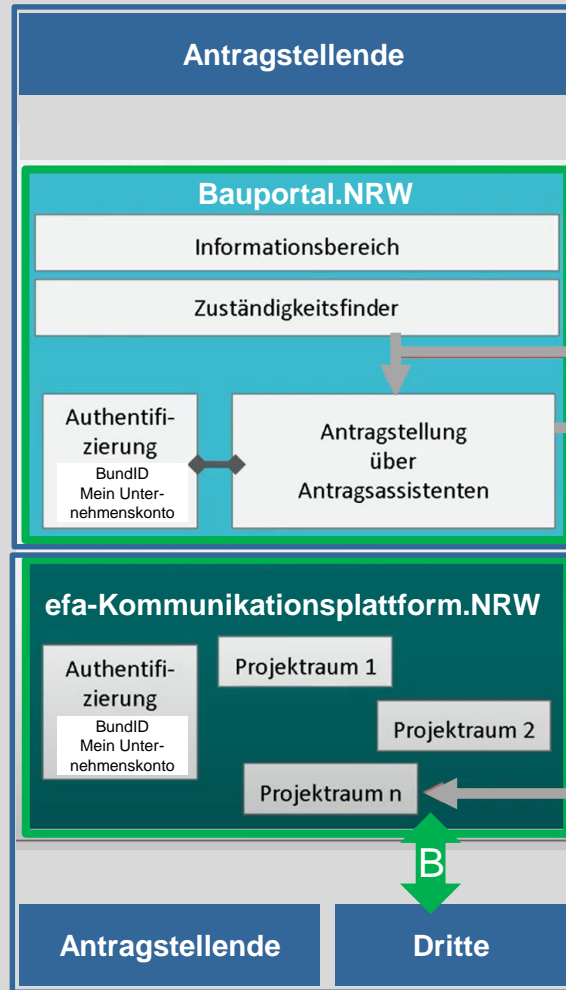 Antragstellende
Bauportal.NRW
Informationsbereich
Zuständigkeitsfinder
Authentifi-
zierung
BundID
Mein Unter-
nehmenskonto
Antragstellung
über
Antragsassistenten
efa-Kommunikationsplattform.NRW
Authentifi-
zierung
BundID
Mein Unter-
nehmenskonto
Projektraum 1
Projektraum 2
Projektraum n
B
Antragstellende
Dritte